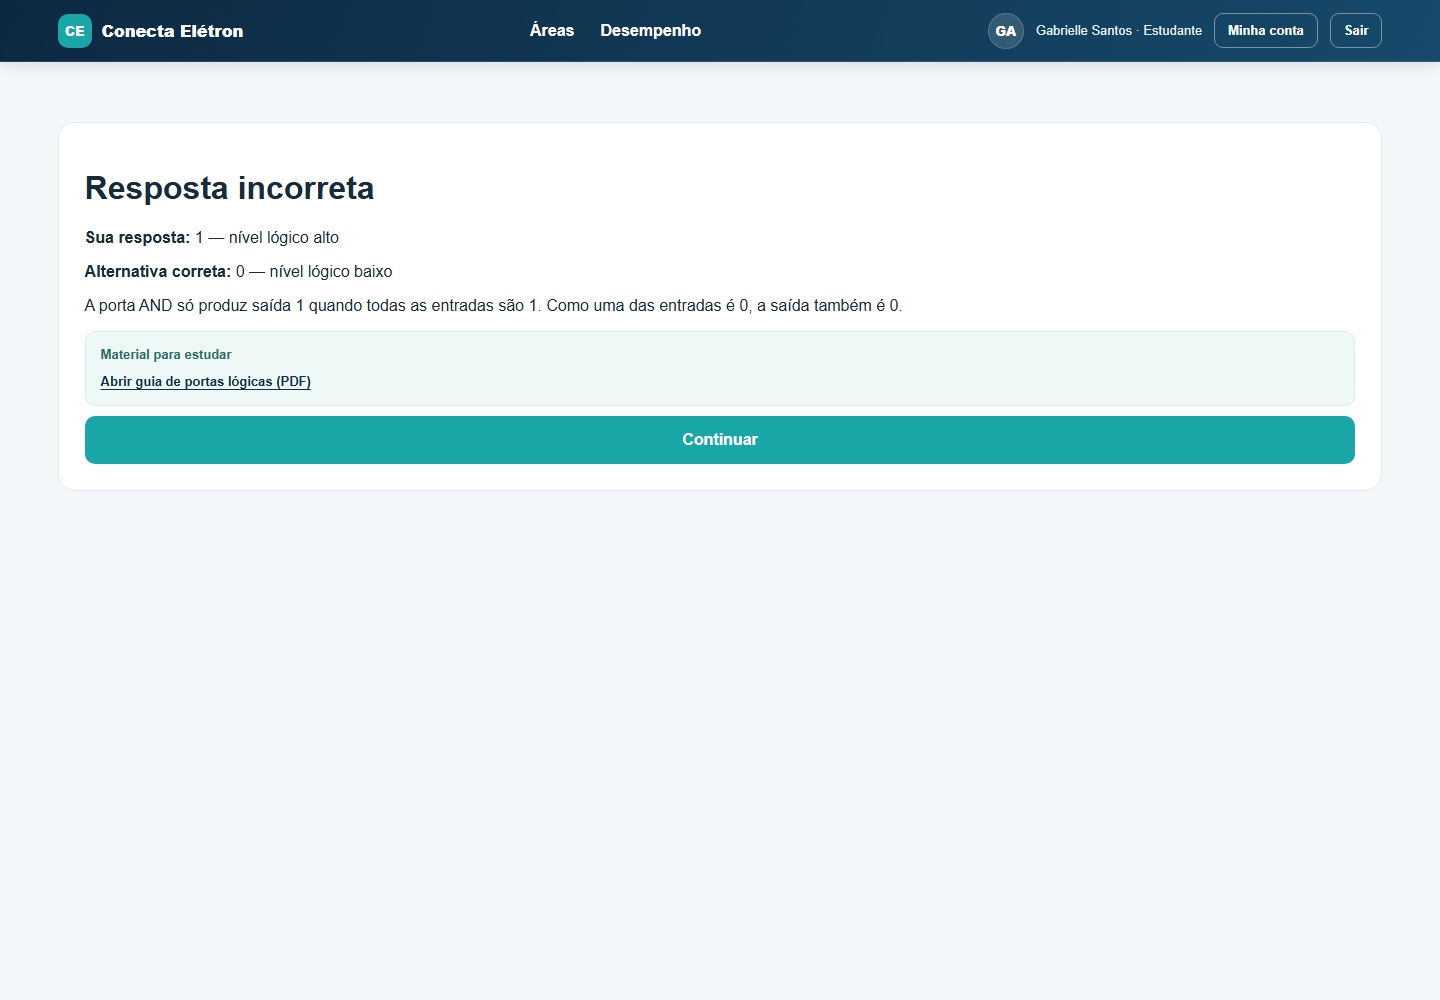 CE Conecta Elétron
Áreas Desempenho
GA Gabrielle Santos · Estudante Minha conta Sair
Resposta incorreta
Sua resposta: 1 — nível lógico alto
Alternativa correta: 0 — nível lógico baixo
A porta AND só produz saída 1 quando todas as entradas são 1. Como uma das entradas é 0, a saída também é 0.
Material para estudar
Abrir guia de portas lógicas (PDF)
Continuar